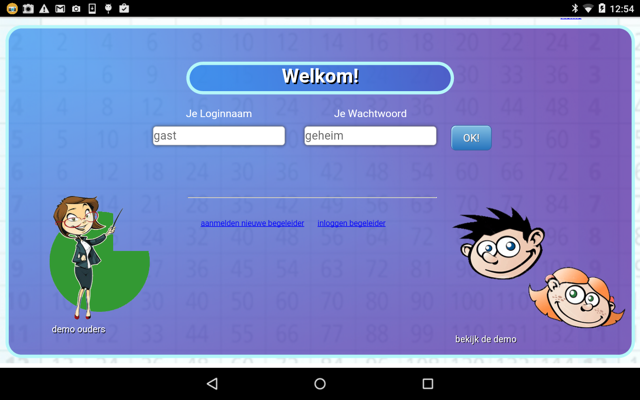 12:54
Welkom!
Je Loginnaam
Je Wachtwoord
gast
geheim
OK!
aanmelden nieuwe begeleider
inloggen begeleider
demo ouders
bekijk de demo